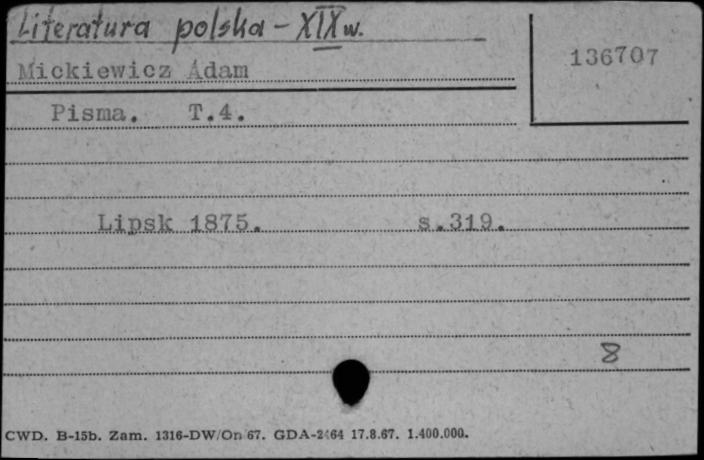 Literatura polska - XIX w.
136707
Mickiewicz Adam
Pisma. T.4.
Lipsk 1875. s.319.
8
CWD. B-15b. Zam. 1316-DW/On 67. GDA-2464 17.8.67. 1.400.000.